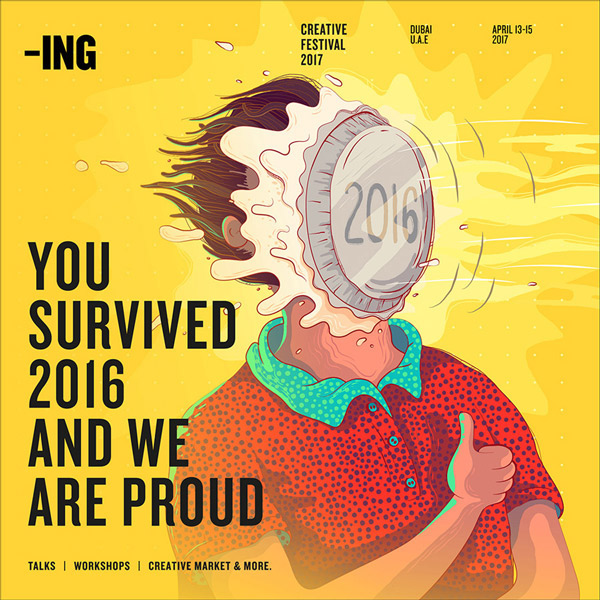 –ING
CREATIVE
FESTIVAL
2017
DUBAI
U.A.E
APRIL 13-15
2017
2016
YOU
SURVIVED
2016
AND WE
ARE PROUD
TALKS | WORKSHOPS | CREATIVE MARKET & MORE.